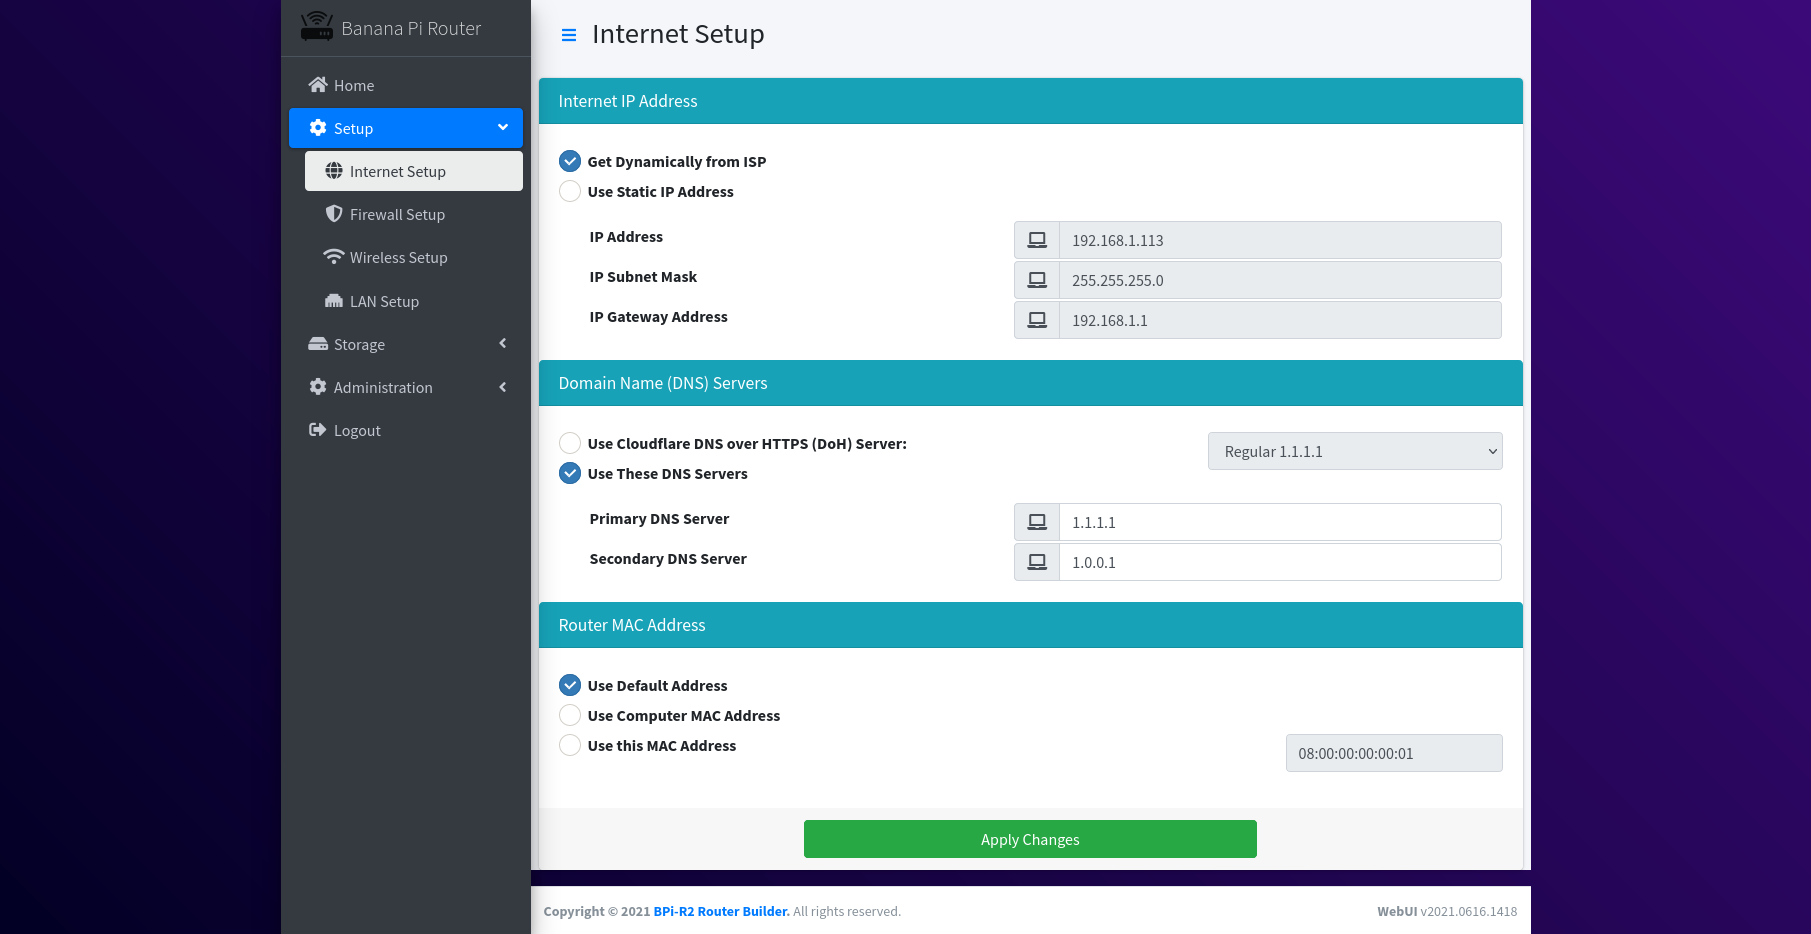 Banana Pi Router
Home
Setup
Internet Setup
Firewall Setup
Wireless Setup
LAN Setup
Storage
Administration
Logout
Internet Setup
Internet IP Address
Get Dynamically from ISP
Use Static IP Address
IP Address 192.168.1.113
IP Subnet Mask 255.255.255.0
IP Gateway Address 192.168.1.1
Domain Name (DNS) Servers
Use Cloudflare DNS over HTTPS (DoH) Server: Regular 1.1.1.1
Use These DNS Servers
Primary DNS Server 1.1.1.1
Secondary DNS Server 1.0.0.1
Router MAC Address
Use Default Address
Use Computer MAC Address
Use this MAC Address 08:00:00:00:00:01
Apply Changes
Copyright © 2021 BPi-R2 Router Builder. All rights reserved. WebUI v2021.0616.1418